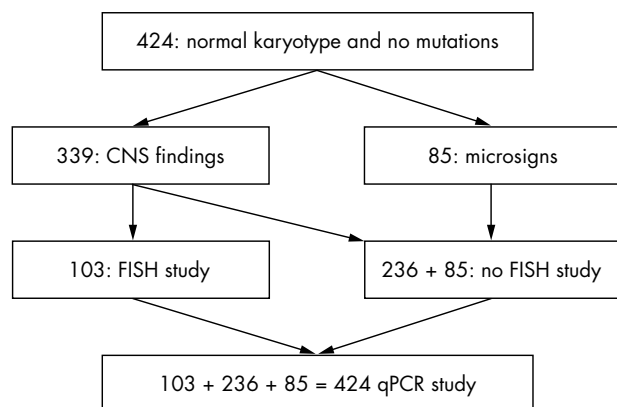 424: normal karyotype and no mutations
339: CNS findings
85: microsigns
103: FISH study
236 + 85: no FISH study
103 + 236 + 85 = 424 qPCR study